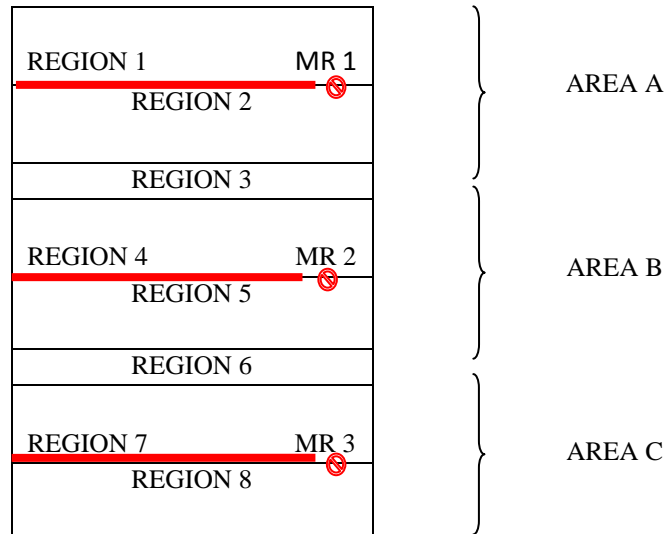 REGION 1 MR 1
AREA A
REGION 2
REGION 3
REGION 4 MR 2
AREA B
REGION 5
REGION 6
REGION 7 MR 3
AREA C
REGION 8